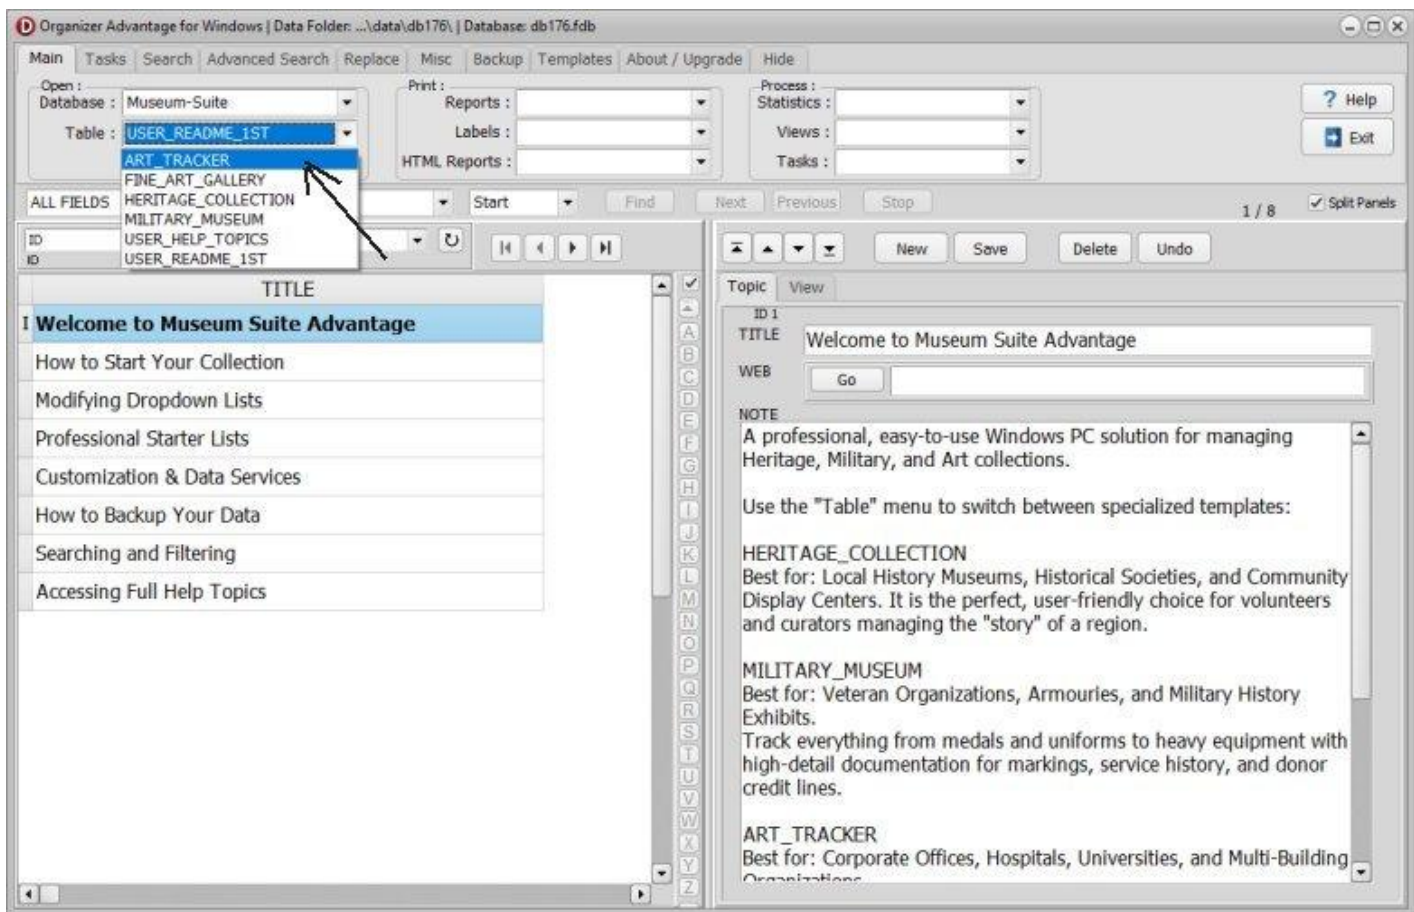 Organizer Advantage for Windows | Data Folder: ...\data\db176\ | Database: db176.fdb
Main Tasks Search Advanced Search Replace Misc Backup Templates About / Upgrade Hide
Open : Print : Process :
Database : Museum-Suite Reports : Statistics : ? Help
Table : USER_README_1ST Labels : Views : Exit
ART_TRACKER HTML Reports : Tasks :
FINE_ART_GALLERY
HERITAGE_COLLECTION
MILITARY_MUSEUM
USER_HELP_TOPICS
USER_README_1ST
ALL FIELDS Start Find Next Previous Stop 1 / 8 Split Panels
ID
ID
New Save Delete Undo
TITLE
I Welcome to Museum Suite Advantage
How to Start Your Collection
Modifying Dropdown Lists
Professional Starter Lists
Customization & Data Services
How to Backup Your Data
Searching and Filtering
Accessing Full Help Topics
A
B
C
D
E
F
G
H
I
J
K
L
M
N
O
P
Q
R
S
T
U
V
W
X
Y
Z
Topic View
ID 1
TITLE Welcome to Museum Suite Advantage
WEB Go
NOTE
A professional, easy-to-use Windows PC solution for managing
Heritage, Military, and Art collections.
Use the "Table" menu to switch between specialized templates:
HERITAGE_COLLECTION
Best for: Local History Museums, Historical Societies, and Community
Display Centers. It is the perfect, user-friendly choice for volunteers
and curators managing the "story" of a region.
MILITARY_MUSEUM
Best for: Veteran Organizations, Armouries, and Military History
Exhibits.
Track everything from medals and uniforms to heavy equipment with
high-detail documentation for markings, service history, and donor
credit lines.
ART_TRACKER
Best for: Corporate Offices, Hospitals, Universities, and Multi-Building
Organizations